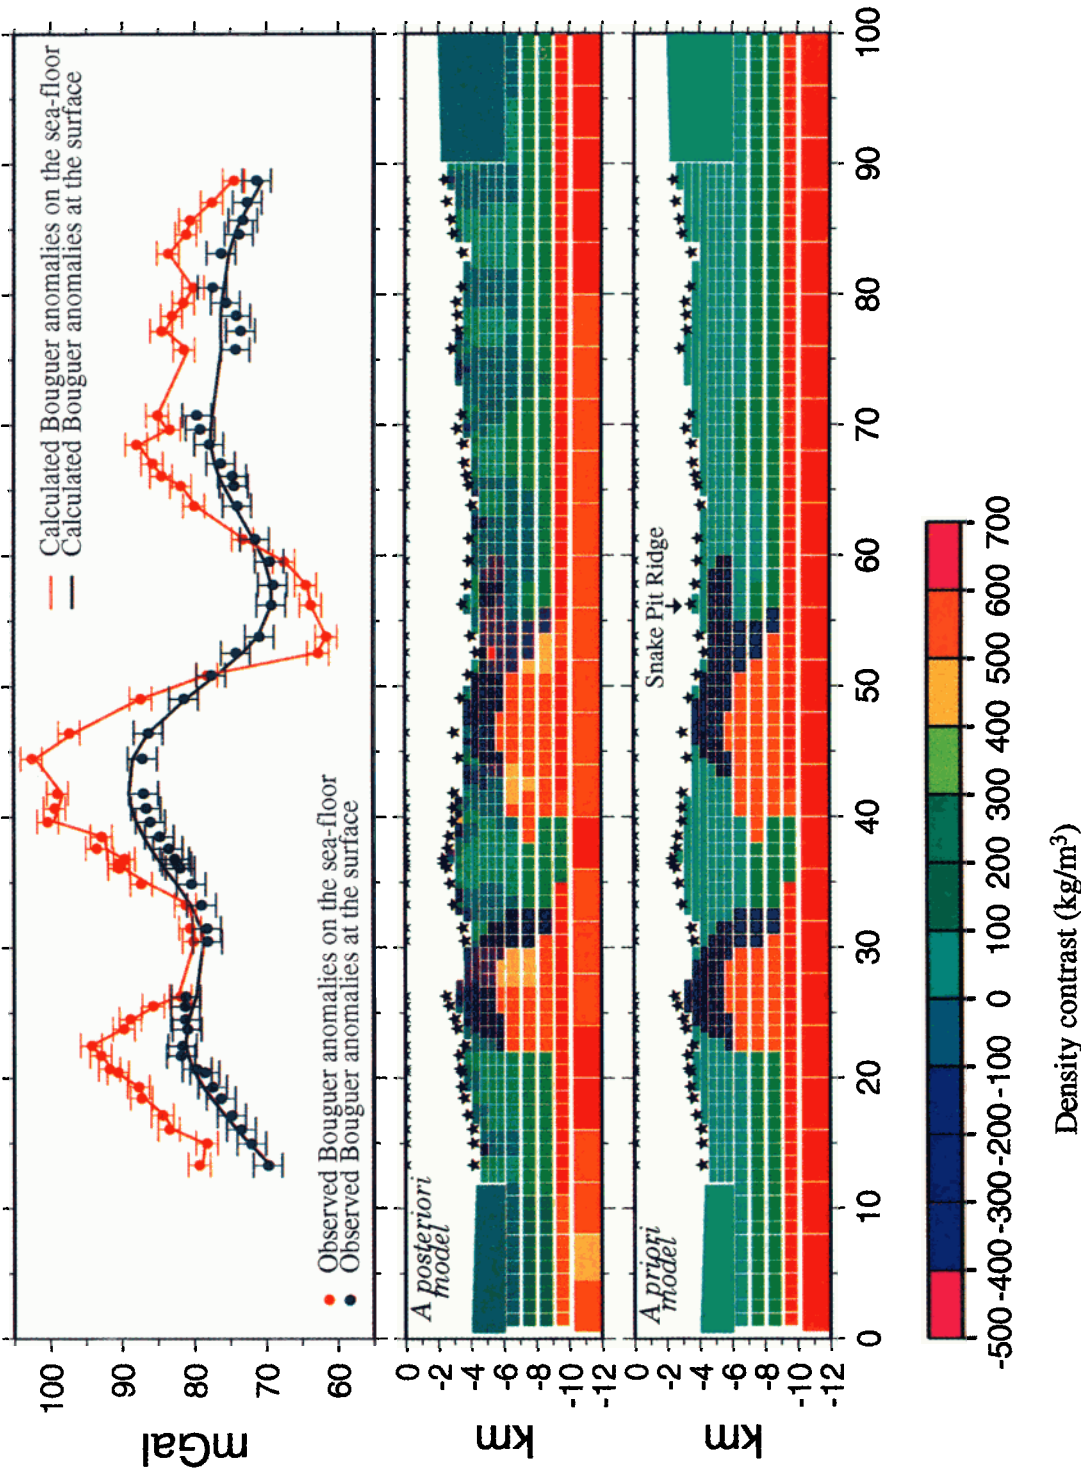 Calculated Bouguer anomalies on the sea-floor
Calculated Bouguer anomalies at the surface
Observed Bouguer anomalies on the sea-floor
Observed Bouguer anomalies at the surface
100
90
80
70
60
mGal
A posteriori
model
0
-2
-4
-6
-8
-10
-12
km
A priori
model
Snake Pit Ridge
0
-2
-4
-6
-8
-10
-12
km
0 10 20 30 40 50 60 70 80 90 100
-500 -400 -300 -200 -100 0 100 200 300 400 500 600 700
Density contrast (kg/m³)